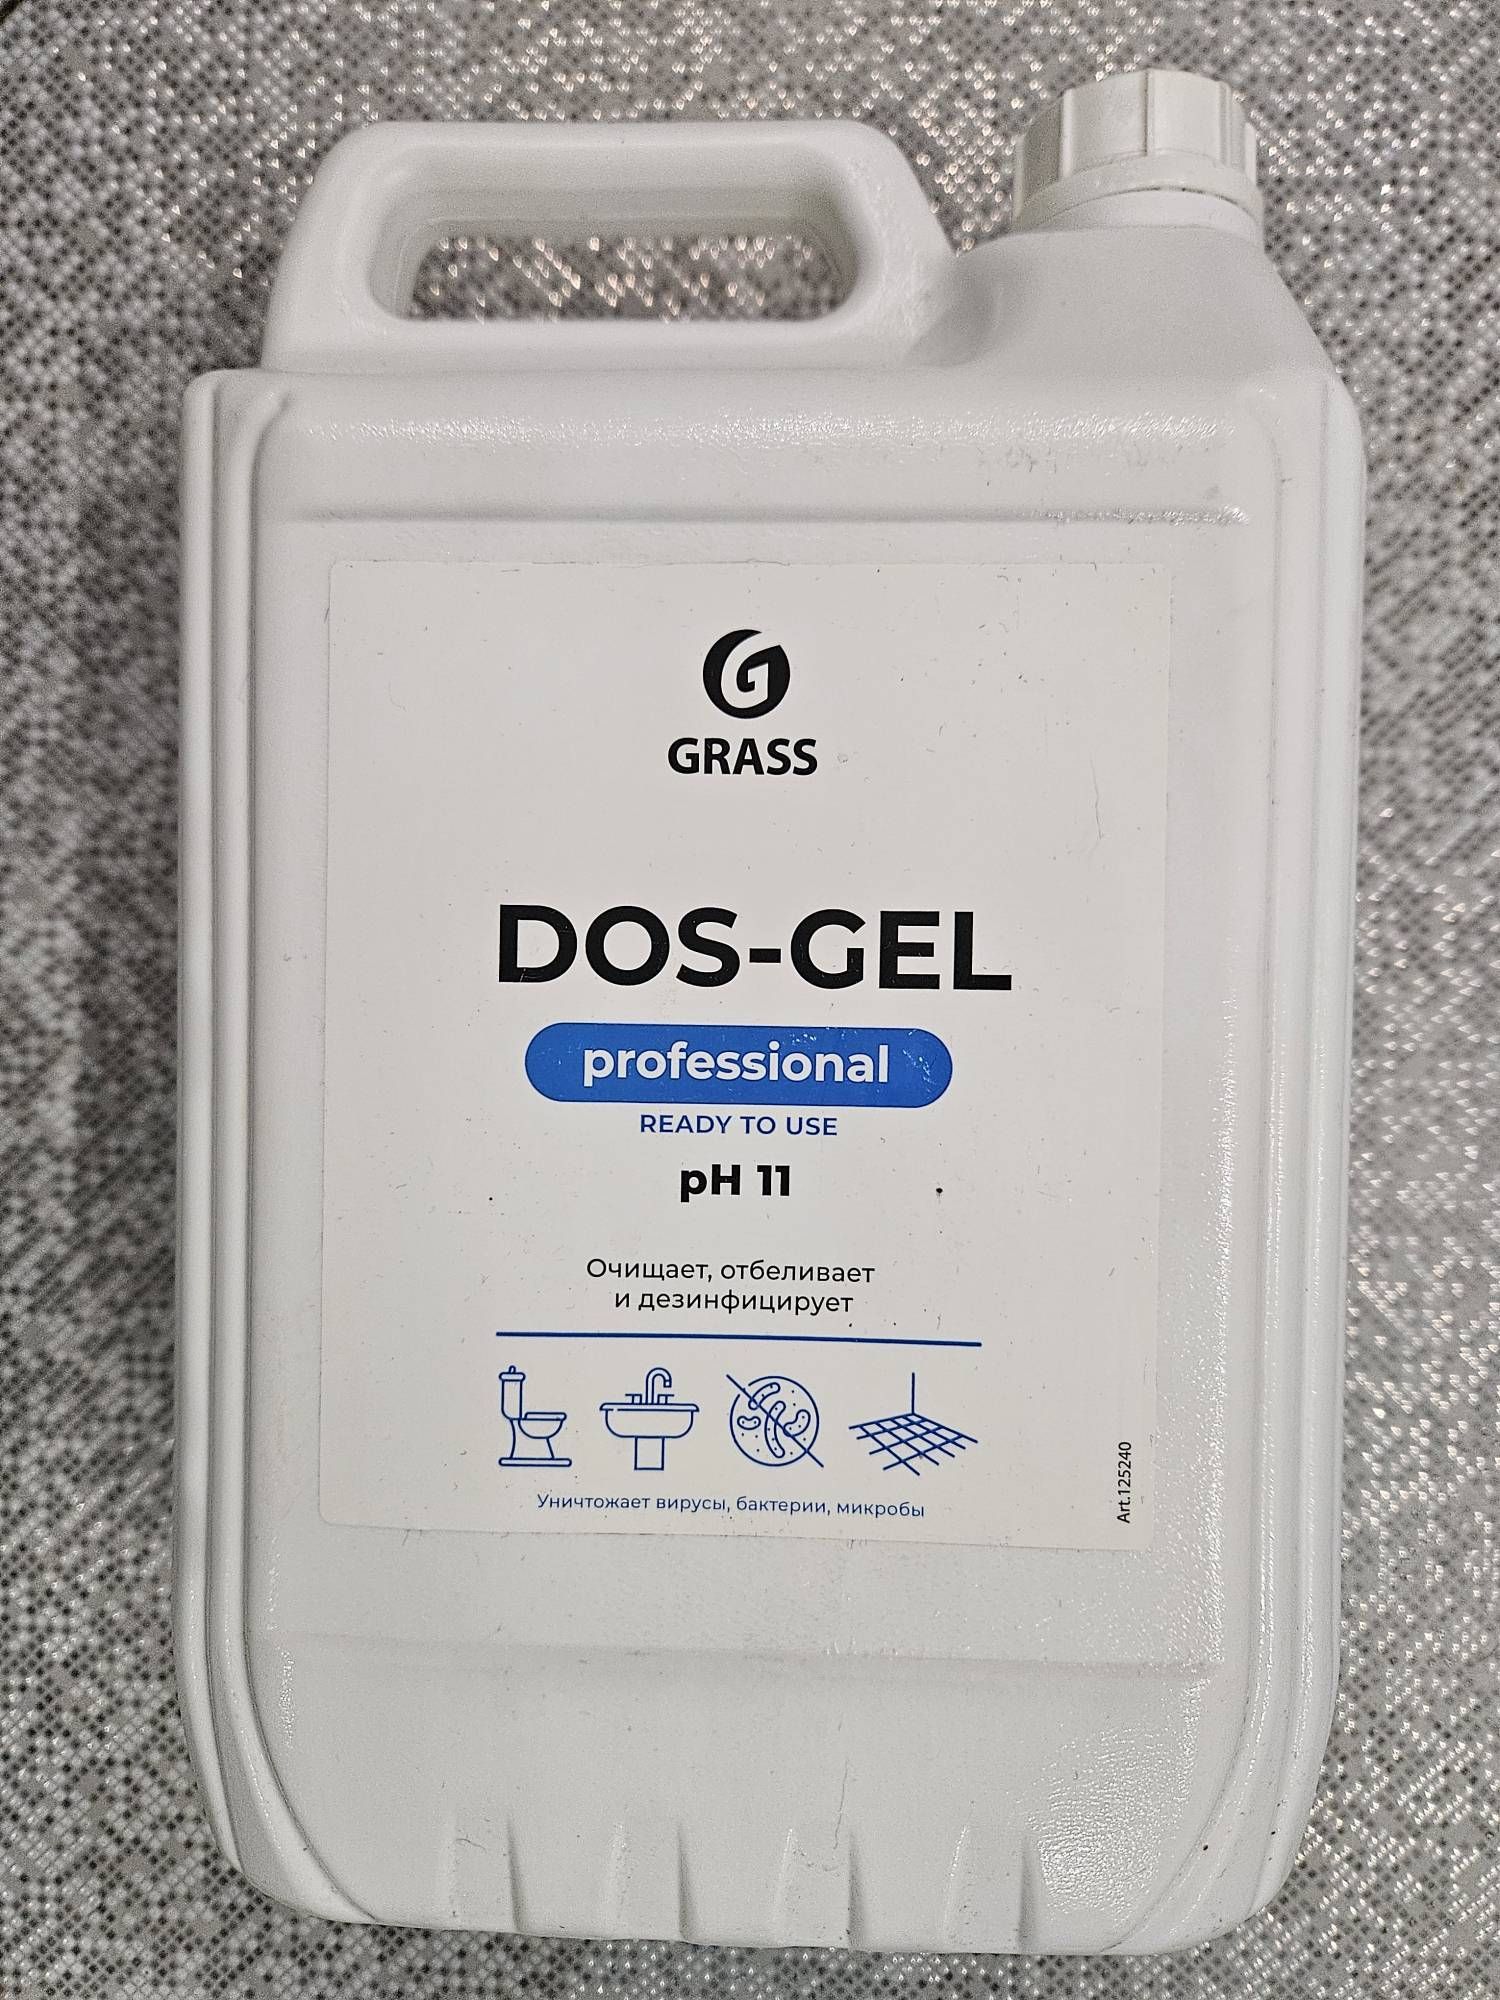 GRASS
DOS-GEL
professional
READY TO USE
pH 11
Очищает, отбеливает
и дезинфицирует
Уничтожает вирусы, бактерии, микробы
Art.125240